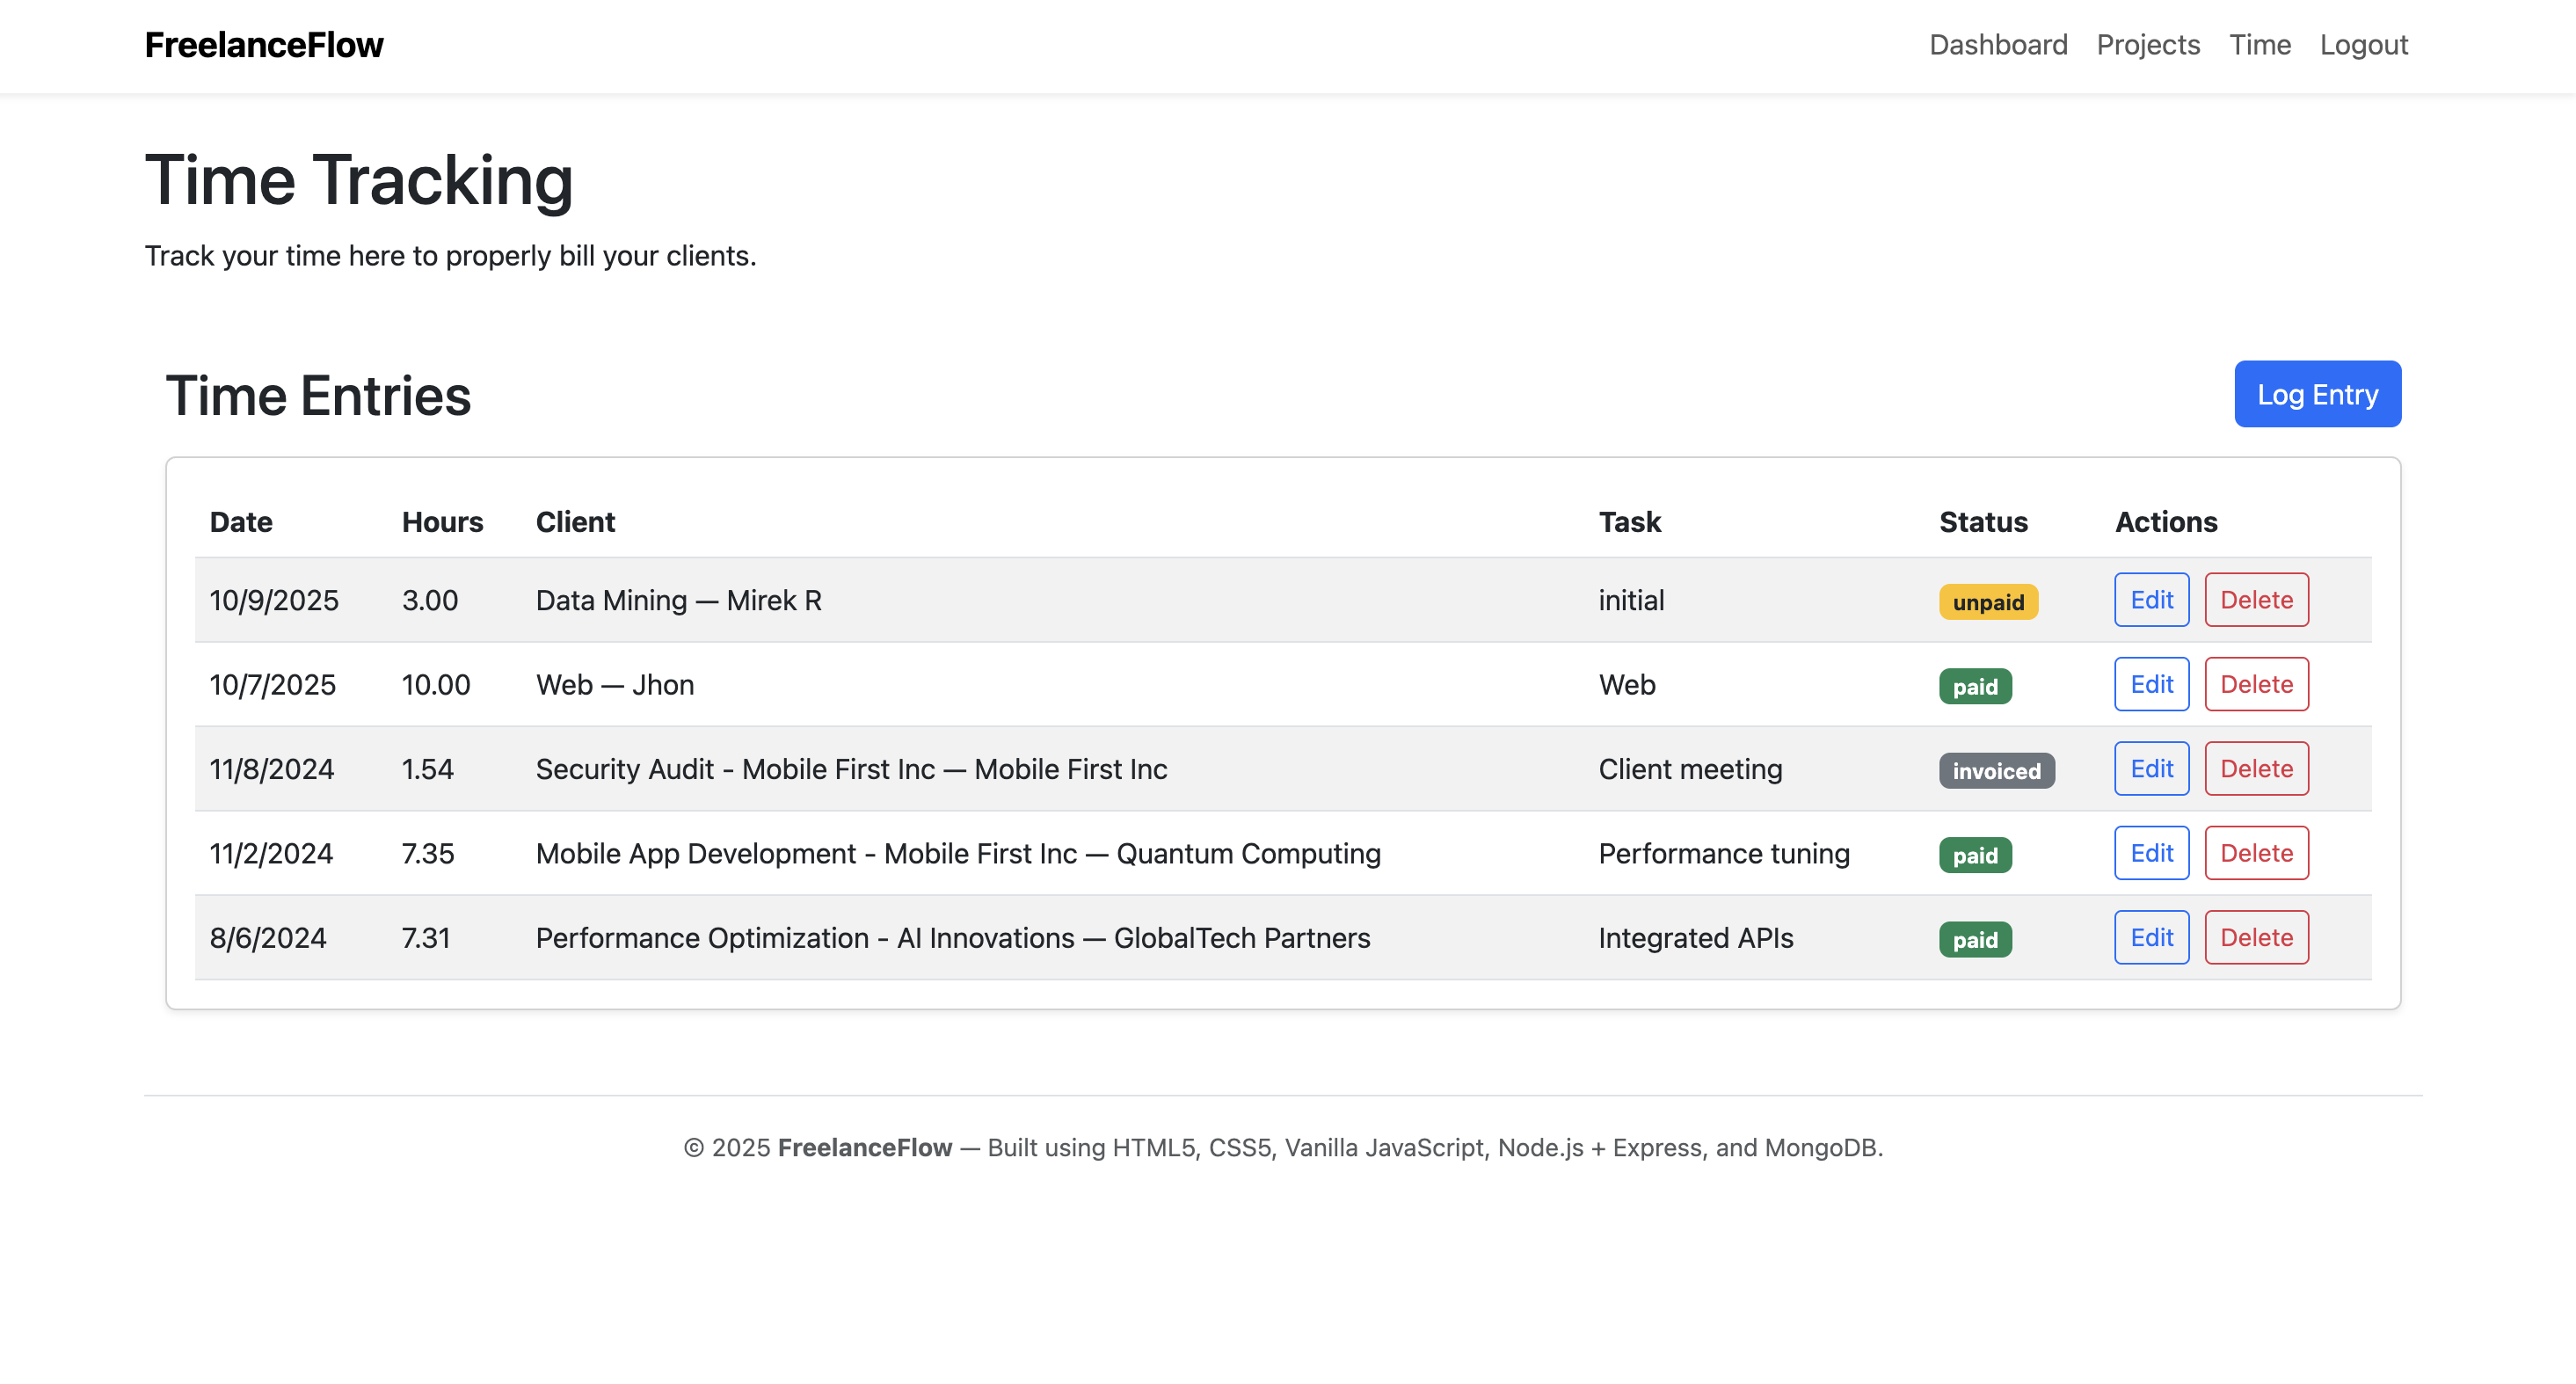 FreelanceFlow Dashboard Projects Time Logout
Time Tracking
Track your time here to properly bill your clients.
Time Entries Log Entry
Date Hours Client Task Status Actions
10/9/2025 3.00 Data Mining — Mirek R initial unpaid Edit Delete
10/7/2025 10.00 Web — Jhon Web paid Edit Delete
11/8/2024 1.54 Security Audit - Mobile First Inc — Mobile First Inc Client meeting invoiced Edit Delete
11/2/2024 7.35 Mobile App Development - Mobile First Inc — Quantum Computing Performance tuning paid Edit Delete
8/6/2024 7.31 Performance Optimization - AI Innovations — GlobalTech Partners Integrated APIs paid Edit Delete
© 2025 FreelanceFlow — Built using HTML5, CSS5, Vanilla JavaScript, Node.js + Express, and MongoDB.